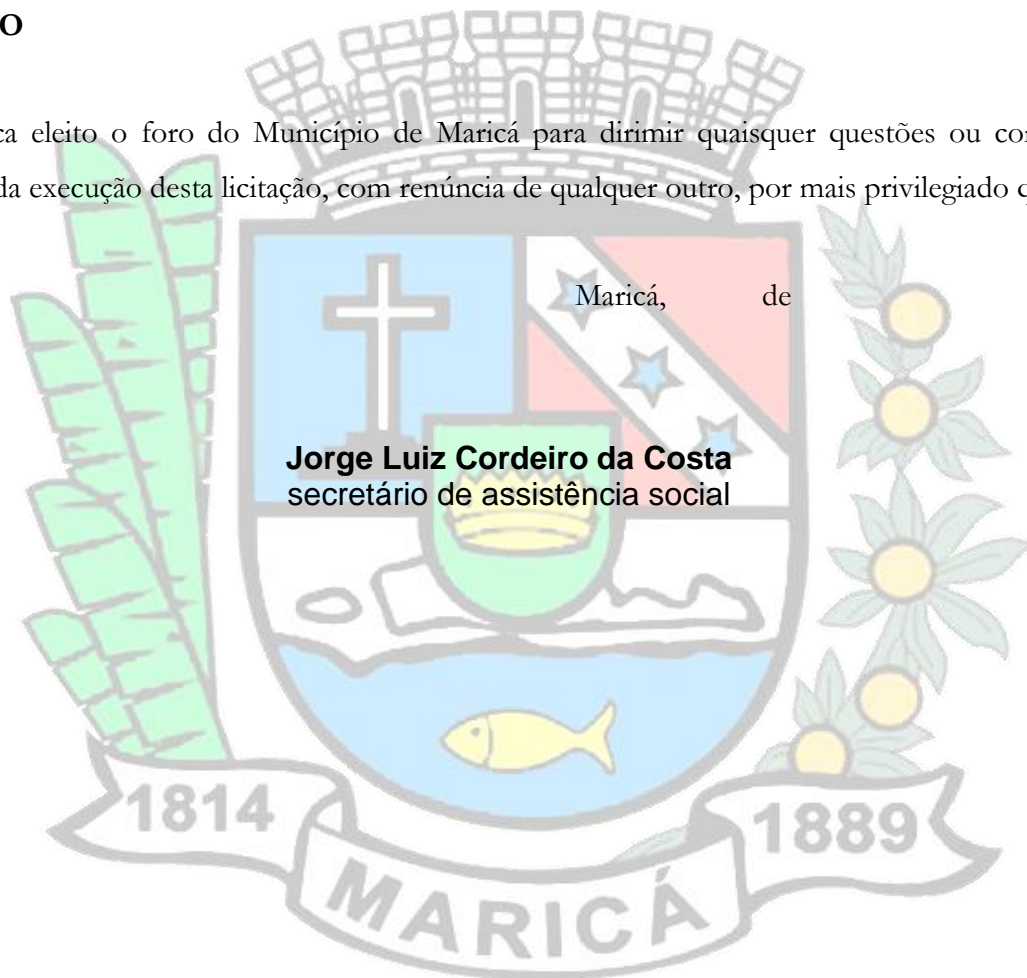 O
ca eleito o foro do Município de Maricá para dirimir quaisquer questões ou con
da execução desta licitação, com renúncia de qualquer outro, por mais privilegiado q
Maricá, de
Jorge Luiz Cordeiro da Costa
secretário de assistência social
1814
1889
MARICÁ